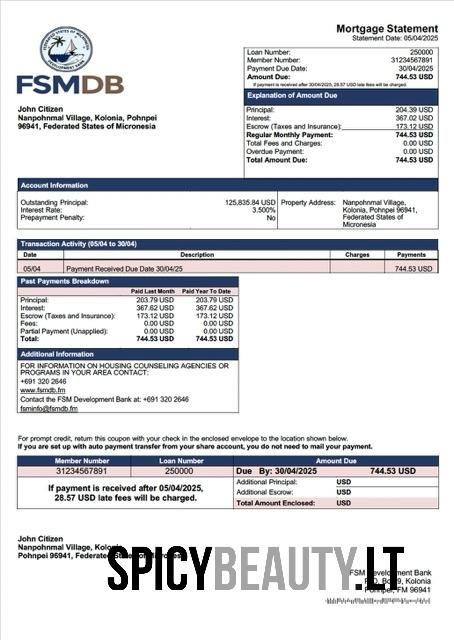 FEDERATED STATES OF MICRONESIA
DEVELOPMENT BANK
FSMDB
Mortgage Statement
Statement Date: 05/04/2025
Loan Number: 250000
Member Number: 31234567891
Payment Due Date: 30/04/2025
Amount Due: 744.53 USD
If payment is received after 30/04/2025, 28.57 USD late fees will be charged.
John Citizen
Nanpohnmal Village, Kolonia, Pohnpei
96941, Federated States of Micronesia
Explanation of Amount Due
Principal: 204.39 USD
Interest: 367.02 USD
Escrow (Taxes and Insurance): 173.12 USD
Regular Monthly Payment: 744.53 USD
Total Fees and Charges: 0.00 USD
Overdue Payment: 0.00 USD
Total Amount Due: 744.53 USD
Account Information
Outstanding Principal: 125,835.84 USD
Interest Rate: 3.500%
Prepayment Penalty: No
Property Address: Nanpohnmal Village,
Kolonia, Pohnpei 96941,
Federated States of
Micronesia
Transaction Activity (05/04 to 30/04)
Date Description Charges Payments
05/04 Payment Received Due Date 30/04/25 744.53 USD
Past Payments Breakdown
Paid Last Month Paid Year To Date
Principal: 203.79 USD 203.79 USD
Interest: 367.62 USD 367.62 USD
Escrow (Taxes and Insurance): 173.12 USD 173.12 USD
Fees: 0.00 USD 0.00 USD
Partial Payment (Unapplied): 0.00 USD 0.00 USD
Total: 744.53 USD 744.53 USD
Additional Information
FOR INFORMATION ON HOUSING COUNSELING AGENCIES OR
PROGRAMS IN YOUR AREA CONTACT:
+691 320 2646
www.fsmdb.fm
Contact the FSM Development Bank at: +691 320 2646
fsminfo@fsmdb.fm
For prompt credit, return this coupon with your check in the enclosed envelope to the location shown below.
If you are set up with auto payment transfer from your share account, you do not need to mail your payment.
Member Number Loan Number Amount Due
31234567891 250000 Due By: 30/04/2025 744.53 USD
If payment is received after 05/04/2025,
28.57 USD late fees will be charged.
Additional Principal: USD
Additional Escrow: USD
Total Amount Enclosed: USD
John Citizen
Nanpohnmal Village, Kolonia,
Pohnpei 96941, Federated States of Micronesia
SPICYBEAUTY.LT
FSM Development Bank
Kolonia
Pohnpei, FM 96941